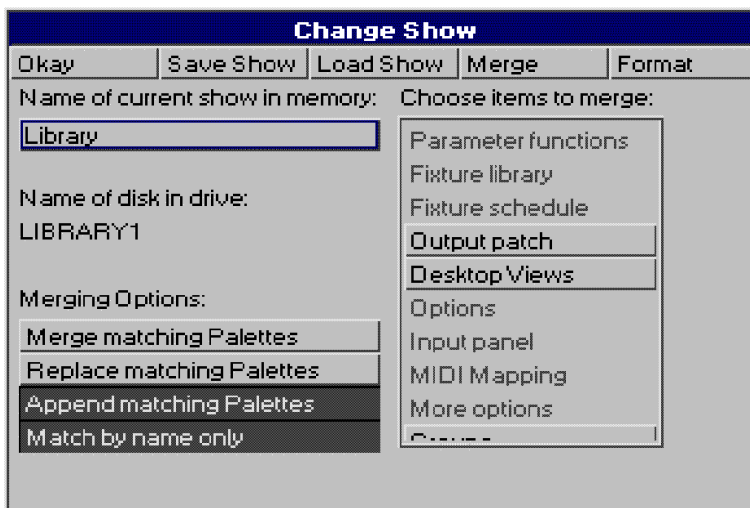 Change Show
Okay Save Show Load Show Merge Format
Name of current show in memory:
Library
Name of disk in drive:
LIBRARY1
Merging Options:
Merge matching Palettes
Replace matching Palettes
Append matching Palettes
Match by name only
Choose items to merge:
Parameter functions
Fixture library
Fixture schedule
Output patch
Desktop Views
Options
Input panel
MIDI Mapping
More options